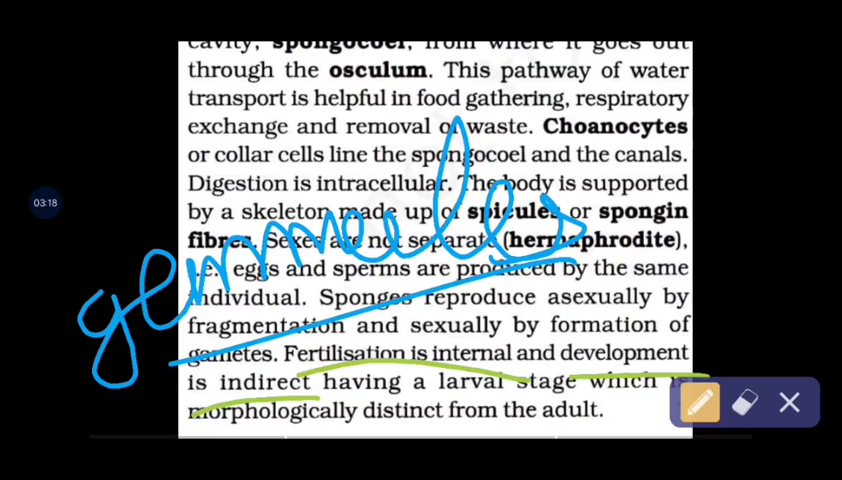 cavity, spongocoel, from where it goes out
through the osculum. This pathway of water
transport is helpful in food gathering, respiratory
exchange and removal of waste. Choanocytes
or collar cells line the spongocoel and the canals.
Digestion is intracellular. The body is supported
by a skeleton made up of spicules or spongin
fibres. Sexes are not separate (hermaphrodite),
i.e., eggs and sperms are produced by the same
individual. Sponges reproduce asexually by
fragmentation and sexually by formation of
gametes. Fertilisation is internal and development
is indirect having a larval stage which is
morphologically distinct from the adult.
gemmeeles
03:18